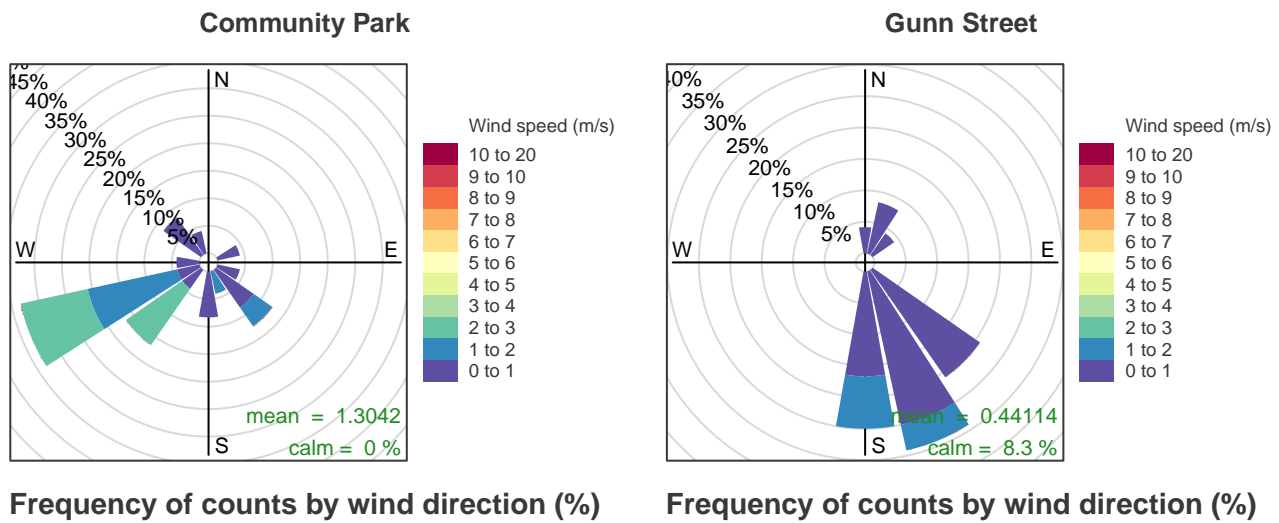 Community Park
45%
40%
35%
30%
25%
20%
15%
10%
5%
N
W
E
S
mean = 1.3042
calm = 0 %
Wind speed (m/s)
10 to 20
9 to 10
8 to 9
7 to 8
6 to 7
5 to 6
4 to 5
3 to 4
2 to 3
1 to 2
0 to 1
Frequency of counts by wind direction (%)
Gunn Street
40%
35%
30%
25%
20%
15%
10%
5%
N
W
E
S
mean = 0.44114
calm = 8.3 %
Wind speed (m/s)
10 to 20
9 to 10
8 to 9
7 to 8
6 to 7
5 to 6
4 to 5
3 to 4
2 to 3
1 to 2
0 to 1
Frequency of counts by wind direction (%)